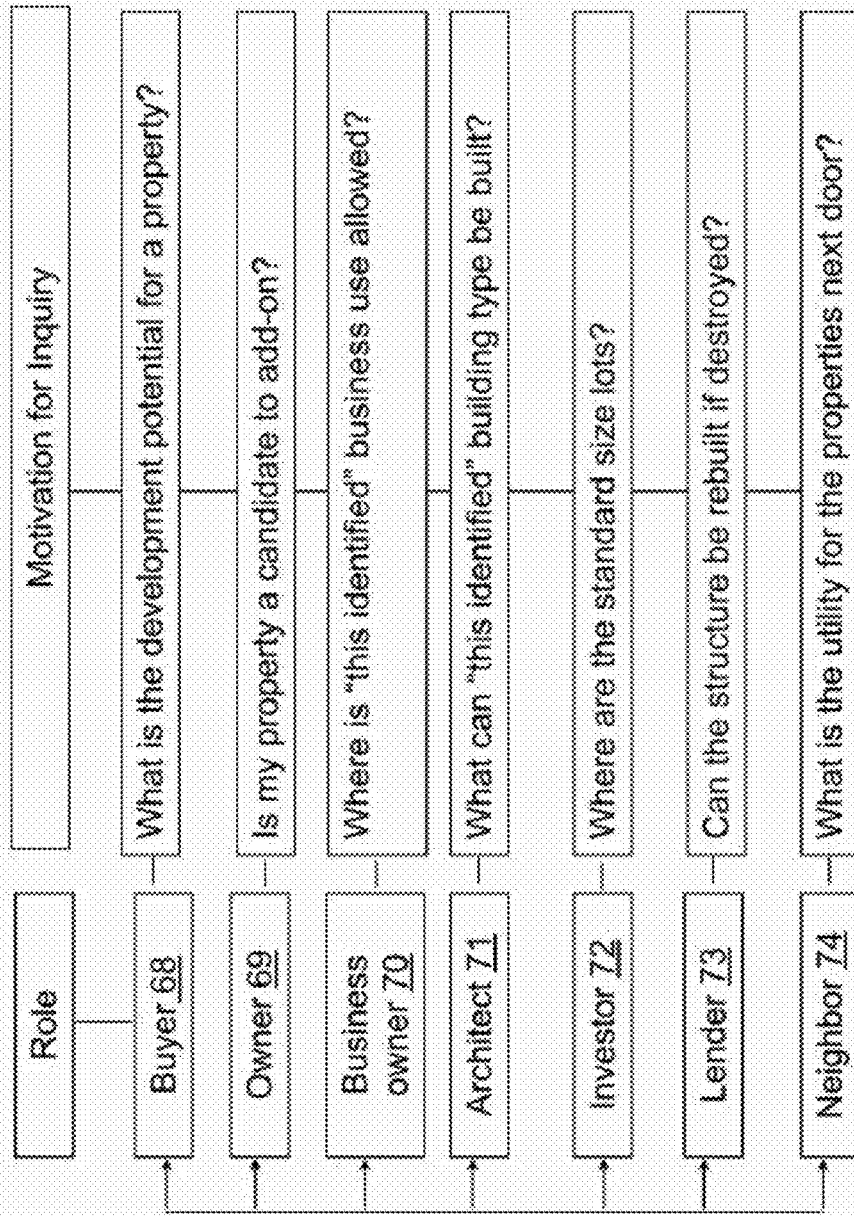 Role
Motivation for Inquiry
Buyer 68
What is the development potential for a property?
Owner 69
Is my property a candidate to add-on?
Business
owner 70
Where is "this identified" business use allowed?
Architect 71
What can "this identified" building type be built?
Investor 72
Where are the standard size lots?
Lender 73
Can the structure be rebuilt if destroyed?
Neighbor 74
What is the utility for the properties next door?